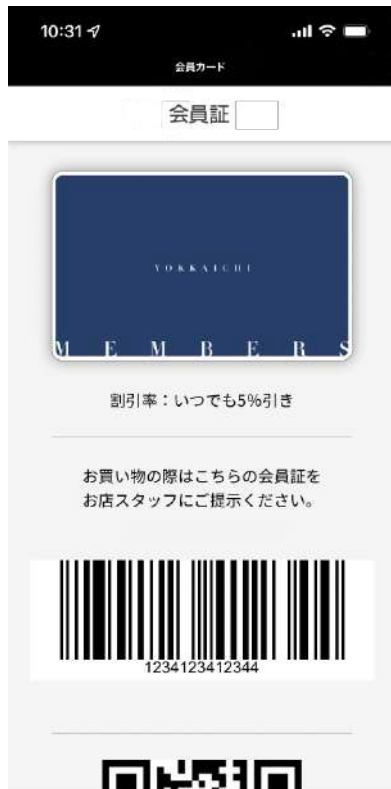 10:31
会員カード
会員証
YOKKAICHI
MEMBERS
割引率：いつでも5%引き
お買い物の際はこちらの会員証を
お店スタッフにご提示ください。
1234123412344